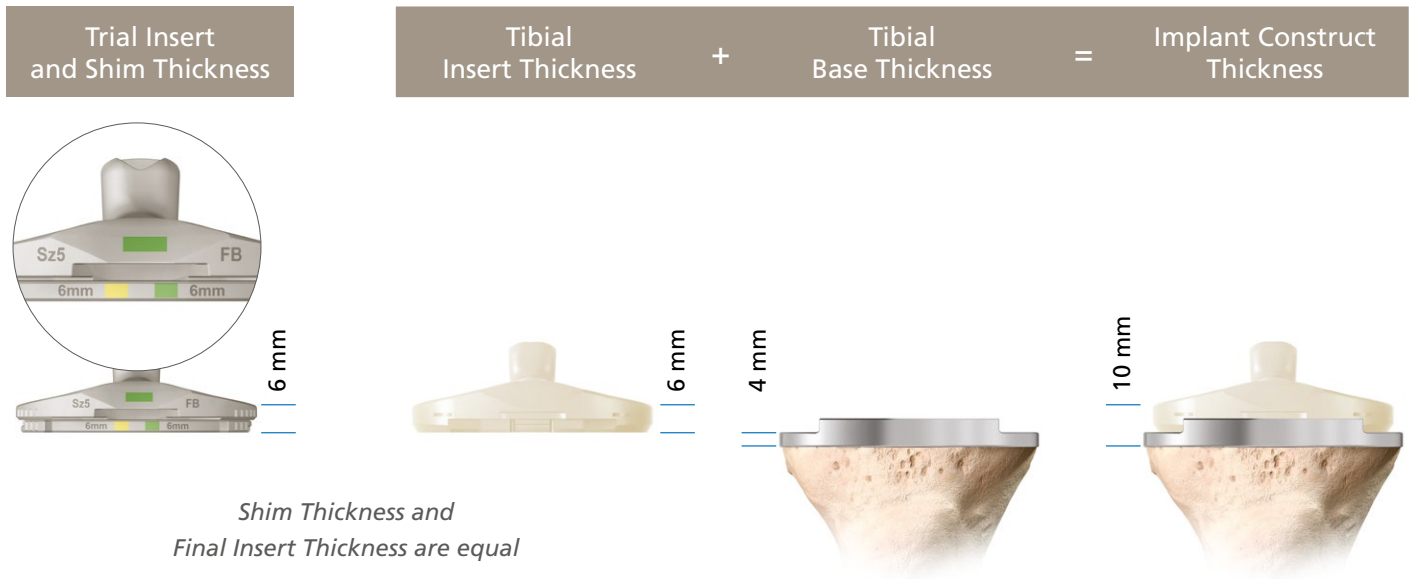 Trial Insert
and Shim Thickness
Tibial
Insert Thickness
+
Tibial
Base Thickness
=
Implant Construct
Thickness
Sz5
FB
6mm
6mm
6 mm
Sz5
FB
6mm
6mm
6 mm
4 mm
10 mm
Shim Thickness and
Final Insert Thickness are equal